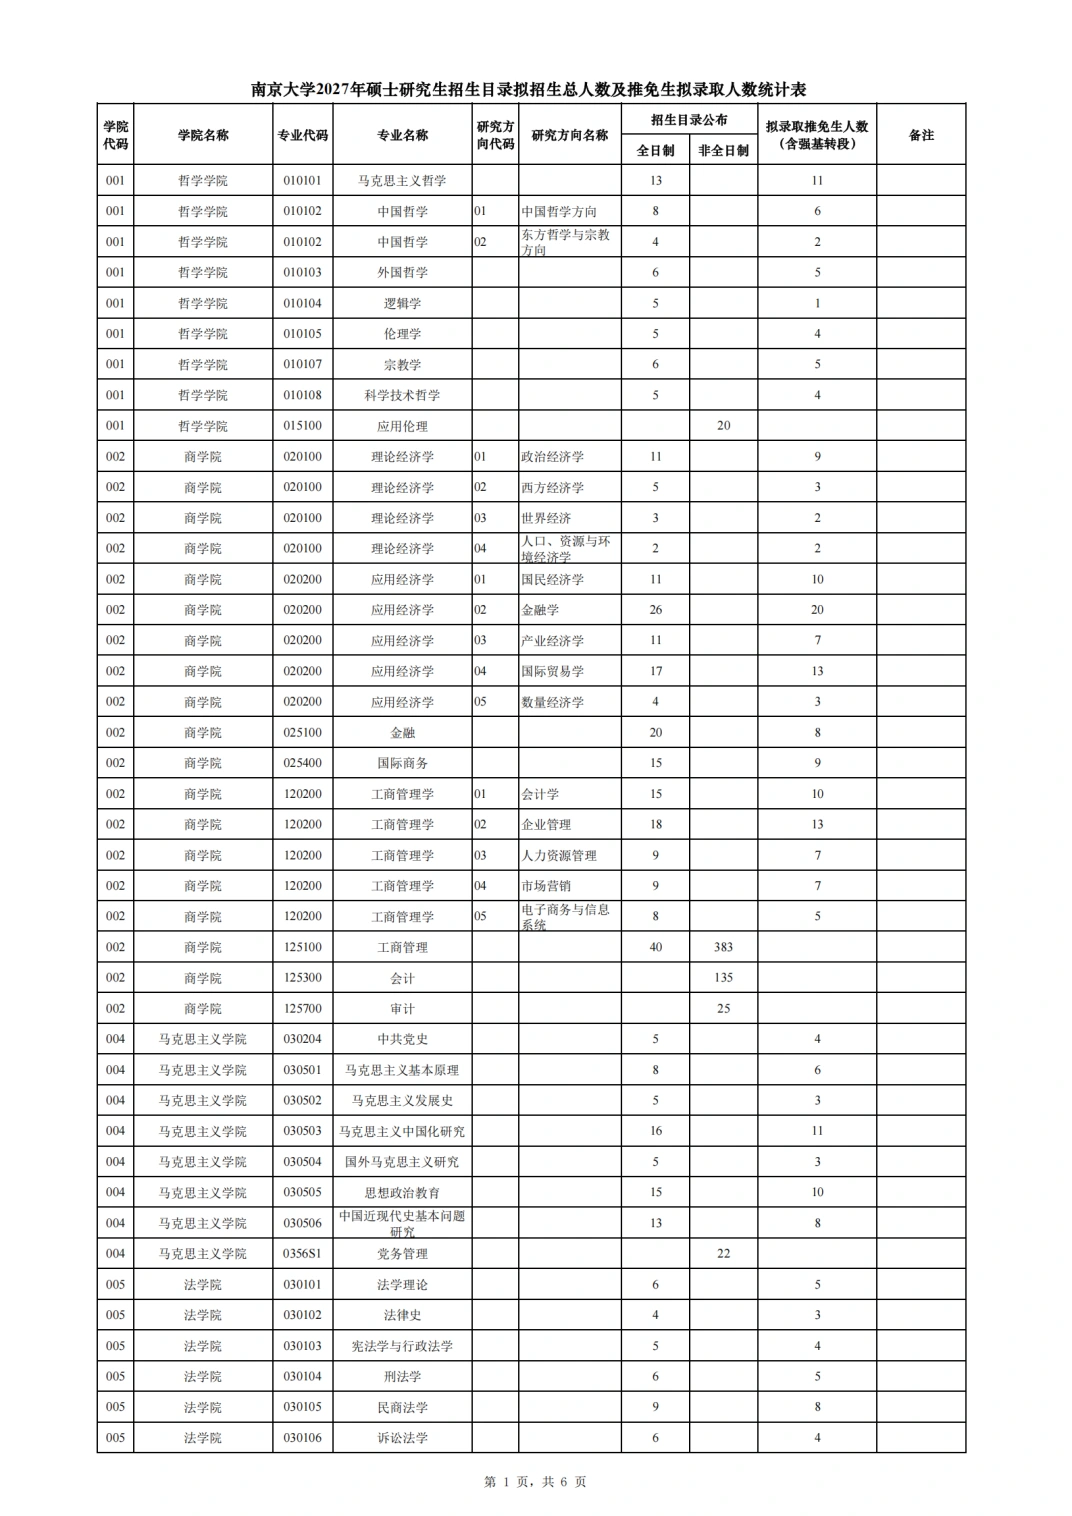 南京大学2027年硕士研究生招生目录拟招生总人数及推免生拟录取人数统计表
学院代码 学院名称 专业代码 专业名称 研究方向代码 研究方向名称 招生目录公布 全日制 非全日制 拟录取推免生人数（含强基转段） 备注
001 哲学学院 010101 马克思主义哲学 13 11
001 哲学学院 010102 中国哲学 01 中国哲学方向 8 6
001 哲学学院 010102 中国哲学 02 东方哲学与宗教方向 4 2
001 哲学学院 010103 外国哲学 6 5
001 哲学学院 010104 逻辑学 5 1
001 哲学学院 010105 伦理学 5 4
001 哲学学院 010107 宗教学 6 5
001 哲学学院 010108 科学技术哲学 5 4
001 哲学学院 015100 应用伦理 20
002 商学院 020100 理论经济学 01 政治经济学 11 9
002 商学院 020100 理论经济学 02 西方经济学 5 3
002 商学院 020100 理论经济学 03 世界经济 3 2
002 商学院 020100 理论经济学 04 人口、资源与环境经济学 2 2
002 商学院 020200 应用经济学 01 国民经济学 11 10
002 商学院 020200 应用经济学 02 金融学 26 20
002 商学院 020200 应用经济学 03 产业经济学 11 7
002 商学院 020200 应用经济学 04 国际贸易学 17 13
002 商学院 020200 应用经济学 05 数量经济学 4 3
002 商学院 025100 金融 20 8
002 商学院 025400 国际商务 15 9
002 商学院 120200 工商管理学 01 会计学 15 10
002 商学院 120200 工商管理学 02 企业管理 18 13
002 商学院 120200 工商管理学 03 人力资源管理 9 7
002 商学院 120200 工商管理学 04 市场营销 9 7
002 商学院 120200 工商管理学 05 电子商务与信息系统 8 5
002 商学院 125100 工商管理 40 383
002 商学院 125300 会计 135
002 商学院 125700 审计 25
004 马克思主义学院 030204 中共党史 5 4
004 马克思主义学院 030501 马克思主义基本原理 8 6
004 马克思主义学院 030502 马克思主义发展史 5 3
004 马克思主义学院 030503 马克思主义中国化研究 16 11
004 马克思主义学院 030504 国外马克思主义研究 5 3
004 马克思主义学院 030505 思想政治教育 15 10
004 马克思主义学院 030506 中国近现代史基本问题研究 13 8
004 马克思主义学院 0356S1 党务管理 22
005 法学院 030101 法学理论 6 5
005 法学院 030102 法律史 4 3
005 法学院 030103 宪法学与行政法学 5 4
005 法学院 030104 刑法学 6 5
005 法学院 030105 民商法学 9 8
005 法学院 030106 诉讼法学 6 4
第 1 页，共 6 页